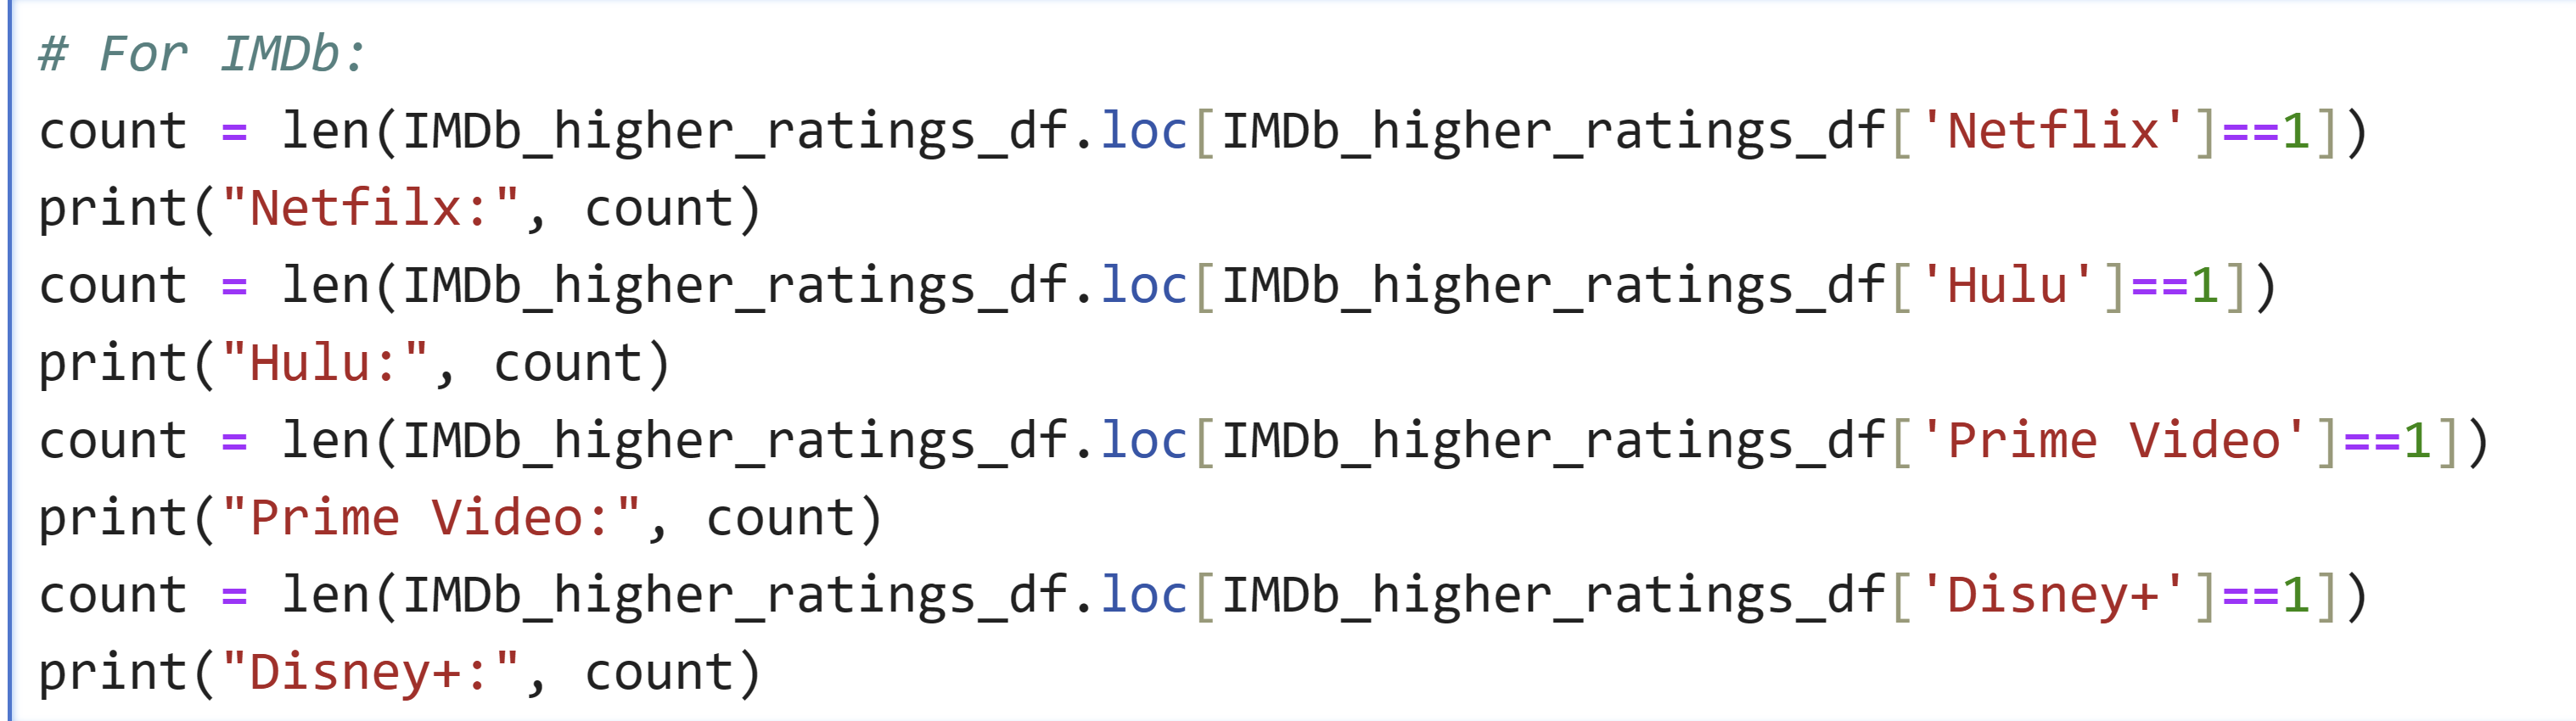 # For IMDb:
count = len(IMDb_higher_ratings_df.loc[IMDb_higher_ratings_df['Netflix']==1])
print("Netfilx:", count)
count = len(IMDb_higher_ratings_df.loc[IMDb_higher_ratings_df['Hulu']==1])
print("Hulu:", count)
count = len(IMDb_higher_ratings_df.loc[IMDb_higher_ratings_df['Prime Video']==1])
print("Prime Video:", count)
count = len(IMDb_higher_ratings_df.loc[IMDb_higher_ratings_df['Disney+']==1])
print("Disney+:", count)